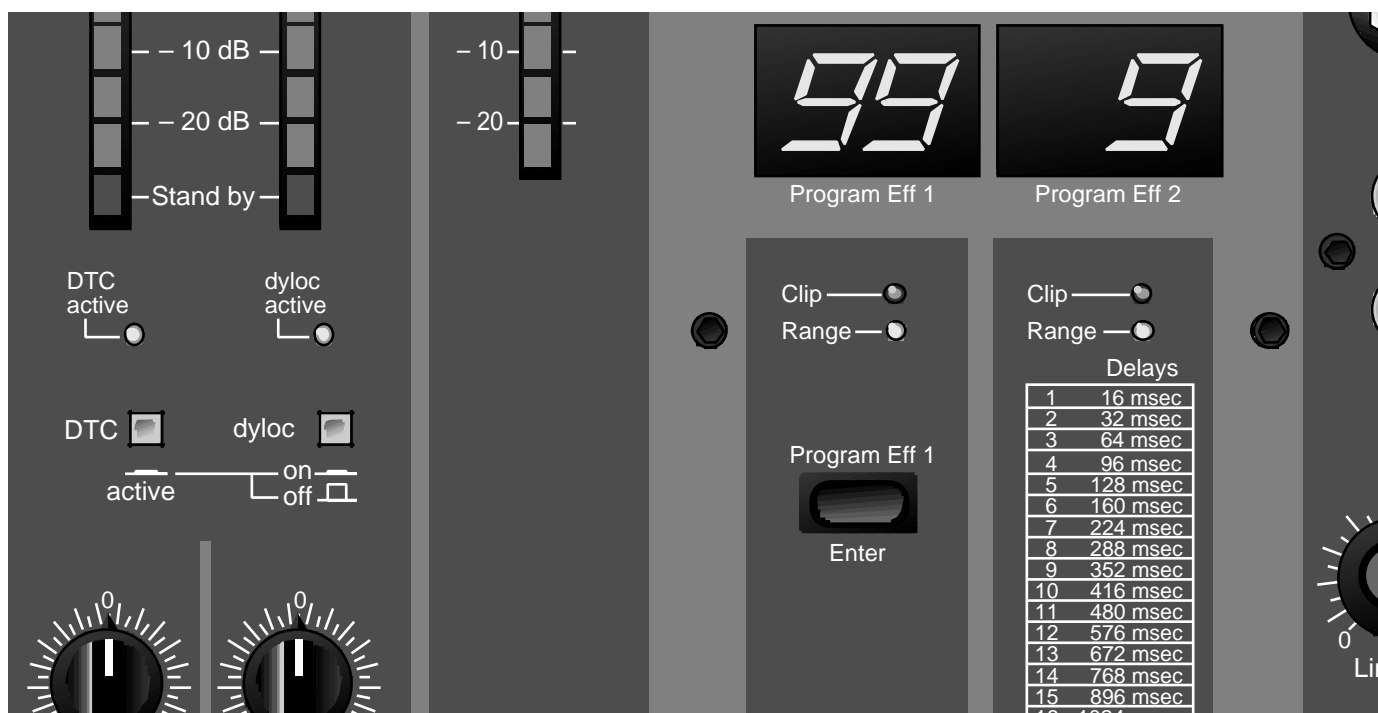 – 10 dB
– 20 dB
Stand by
– 10
– 20
99
9
Program Eff 1
Program Eff 2
DTC
active
dyloc
active
DTC
dyloc
active
on
off
0
0
Clip
Range
Program Eff 1
Enter
Clip
Range
Delays
1 16 msec
2 32 msec
3 64 msec
4 96 msec
5 128 msec
6 160 msec
7 224 msec
8 288 msec
9 352 msec
10 416 msec
11 480 msec
12 576 msec
13 672 msec
14 768 msec
15 896 msec
0